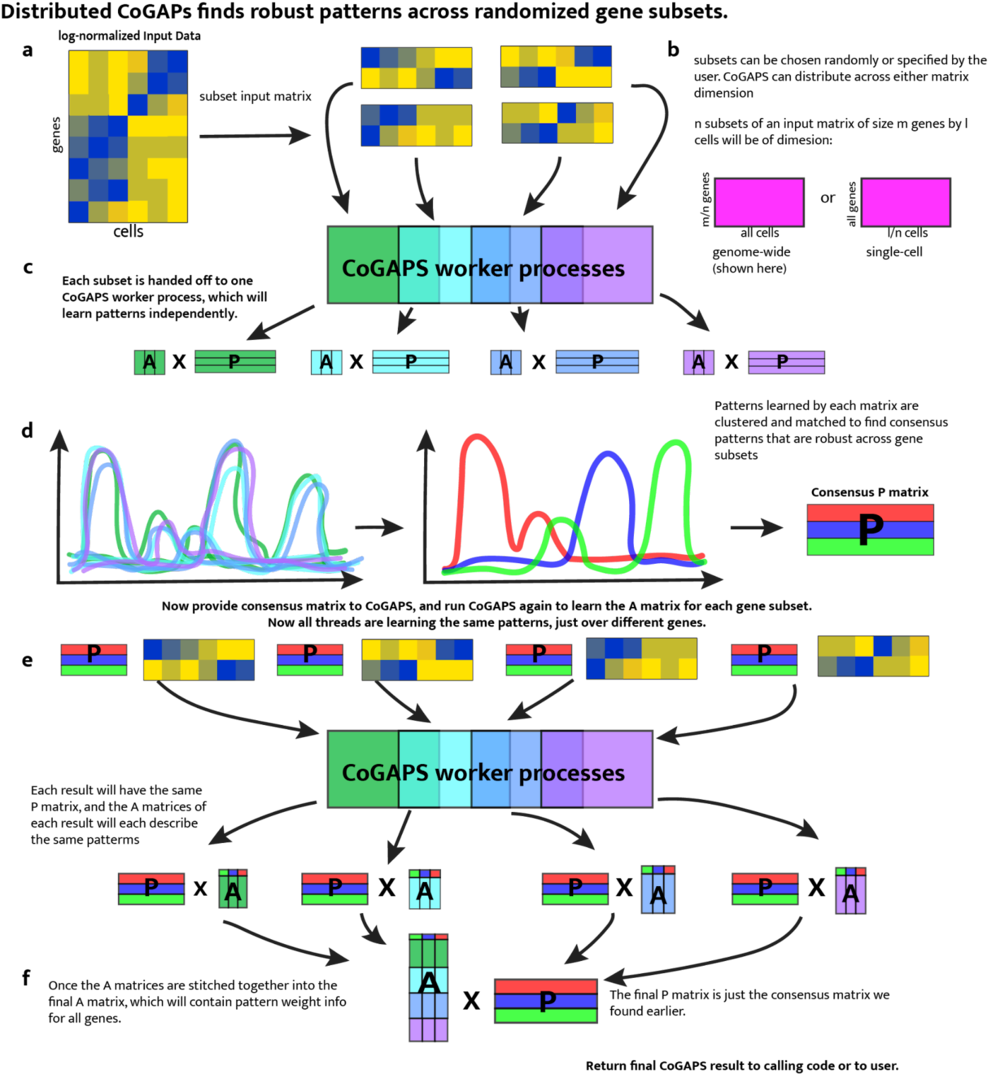 Distributed CoGAPs finds robust patterns across randomized gene subsets.
a
log-normalized Input Data
genes
cells
subset input matrix
b
subsets can be chosen randomly or specified by the
user. CoGAPS can distribute across either matrix
dimension
n subsets of an input matrix of size m genes by l
cells will be of dimesion:
m/n genes
all cells
or
all genes
l/n cells
genome-wide
(shown here)
single-cell
CoGAPS worker processes
c
Each subset is handed off to one
CoGAPS worker process, which will
learn patterns independently.
A X P
A X P
A X P
A X P
d
Patterns learned by each matrix are
clustered and matched to find consensus
patterns that are robust across gene
subsets
Consensus P matrix
P
Now provide consensus matrix to CoGAPS, and run CoGAPS again to learn the A matrix for each gene subset.
Now all threads are learning the same patterns, just over different genes.
e
P
P
P
P
CoGAPS worker processes
Each result will have the same
P matrix, and the A matrices of
each result will each describe
the same patterms
P X A
P X A
P X A
P X A
f
Once the A matrices are stitched together into the
final A matrix, which will contain pattern weight info
for all genes.
A X P
The final P matrix is just the consensus matrix we
found earlier.
Return final CoGAPS result to calling code or to user.